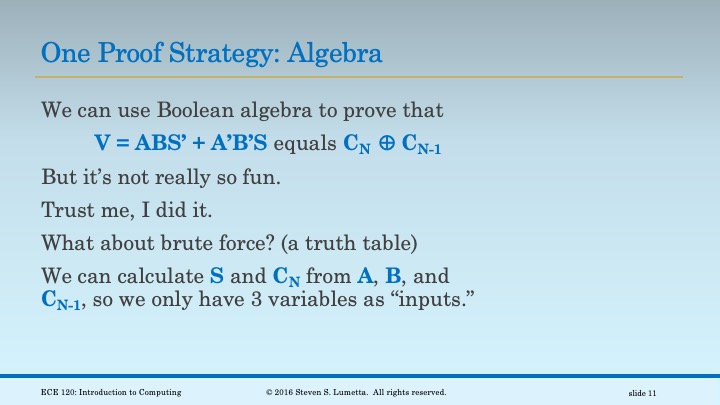 One Proof Strategy: Algebra
We can use Boolean algebra to prove that
V = ABS’ + A’B’S equals C_N ⊕ C_N-1
But it’s not really so fun.
Trust me, I did it.
What about brute force? (a truth table)
We can calculate S and C_N from A, B, and
C_N-1, so we only have 3 variables as “inputs.”
ECE 120: Introduction to Computing © 2016 Steven S. Lumetta. All rights reserved. slide 11